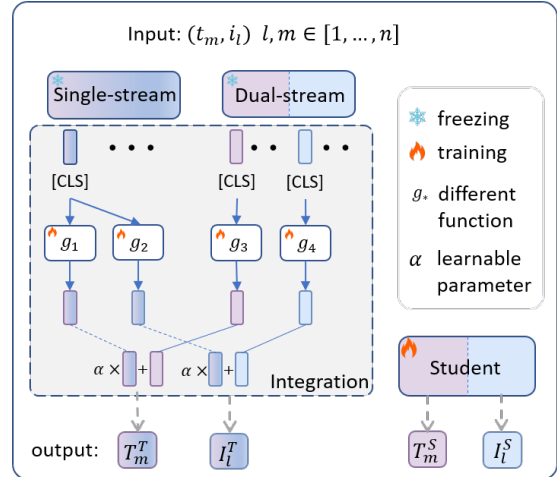 Input: (t_m, i_l)  l, m ∈ [1, ..., n]
Single-stream
Dual-stream
[CLS]
[CLS]
[CLS]
g_1
g_2
g_3
g_4
α × +
α × +
Integration
freezing
training
g_* different
function
α learnable
parameter
Student
output:
T_m^T
I_l^T
T_m^S
I_l^S